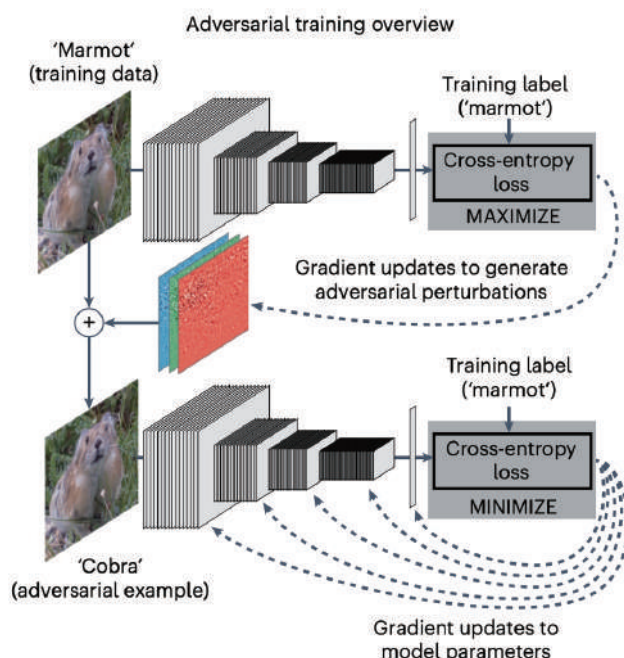 Adversarial training overview
'Marmot'
(training data)
Training label
('marmot')
Cross-entropy
loss
MAXIMIZE
Gradient updates to generate
adversarial perturbations
+
Training label
('marmot')
Cross-entropy
loss
MINIMIZE
'Cobra'
(adversarial example)
Gradient updates to
model parameters